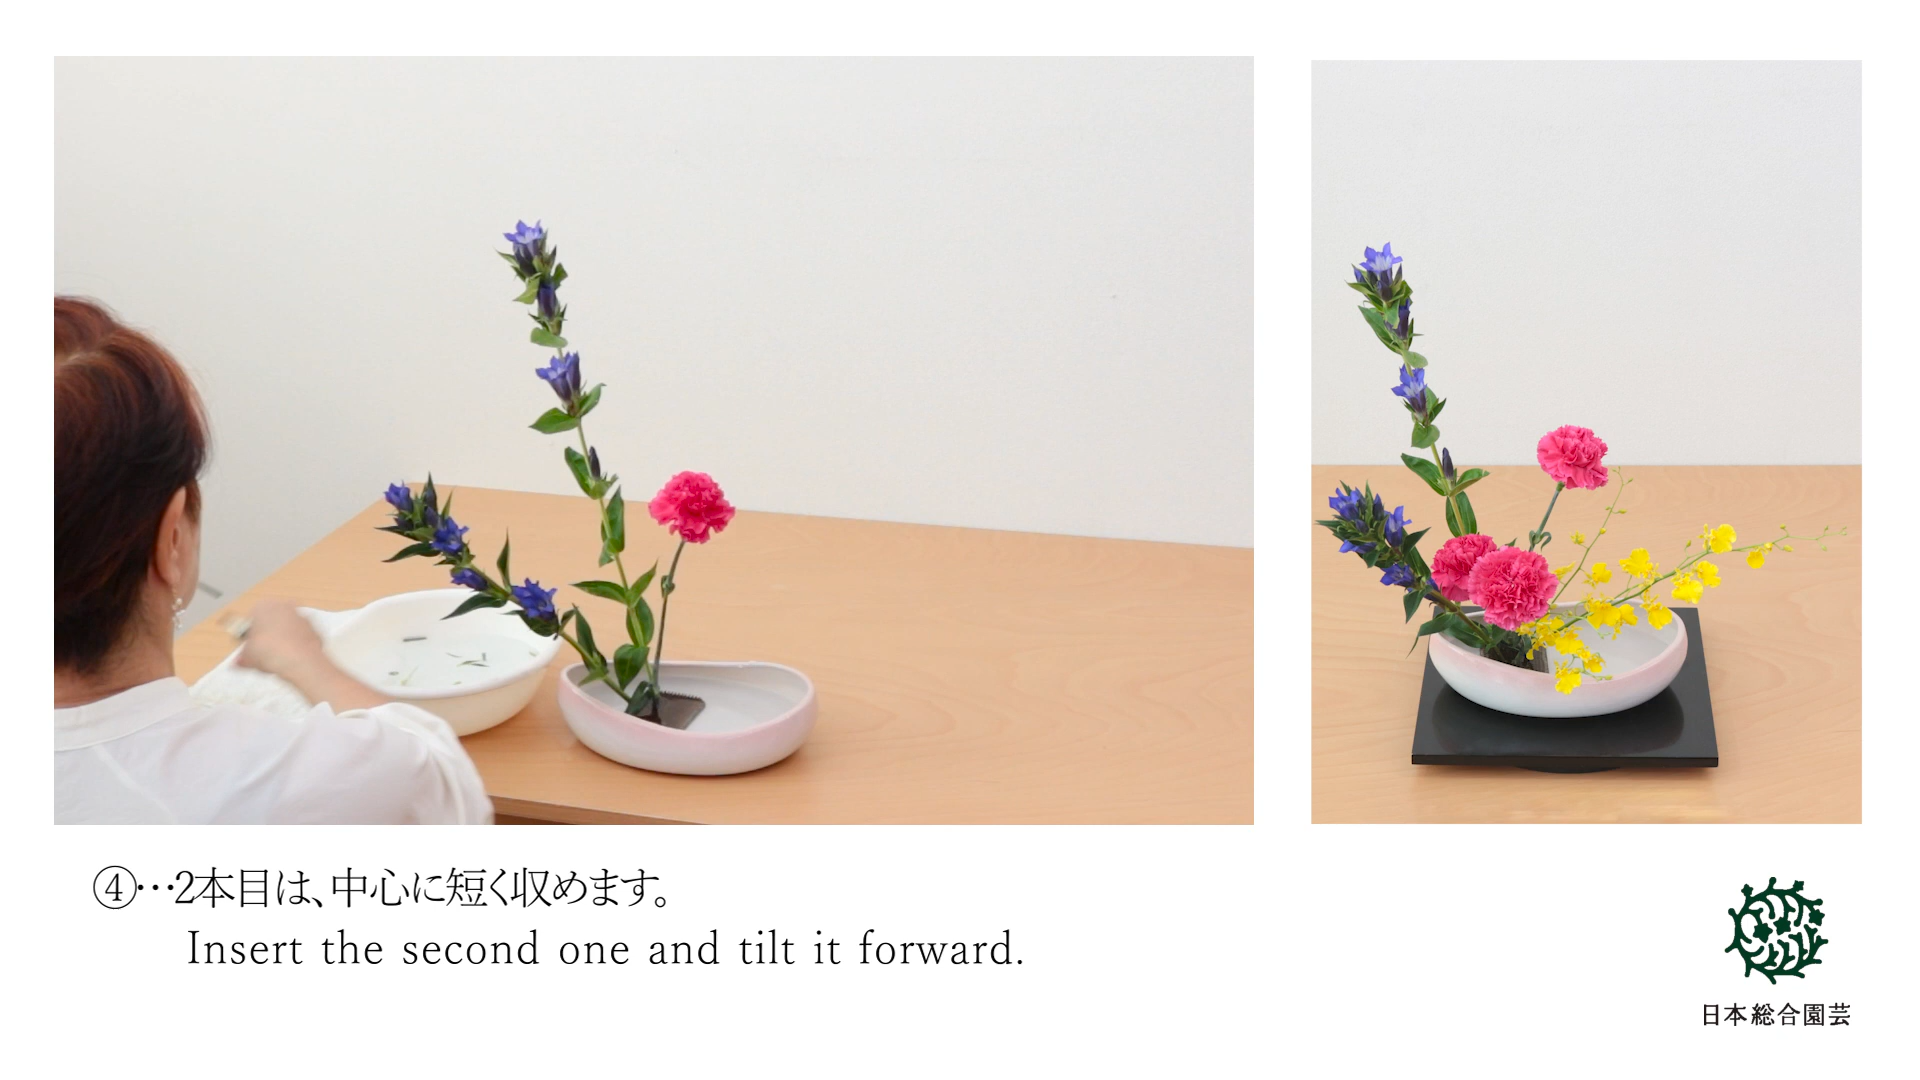 ④…2本目は、中心に短く収めます。
Insert the second one and tilt it forward.
日本総合園芸